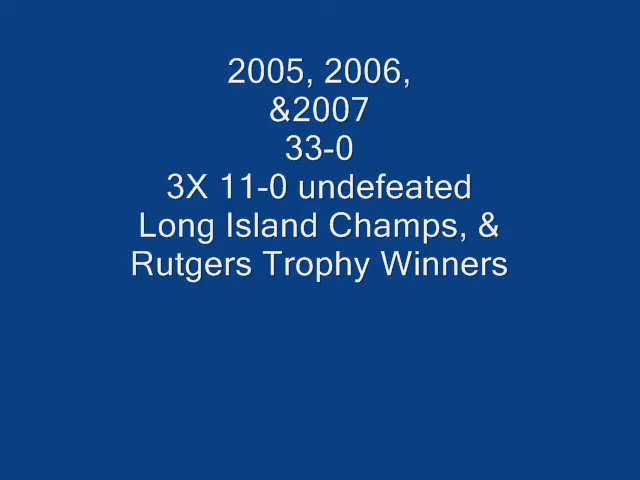 2005, 2006,
&2007
33-0
3X 11-0 undefeated
Long Island Champs, &
Rutgers Trophy Winners